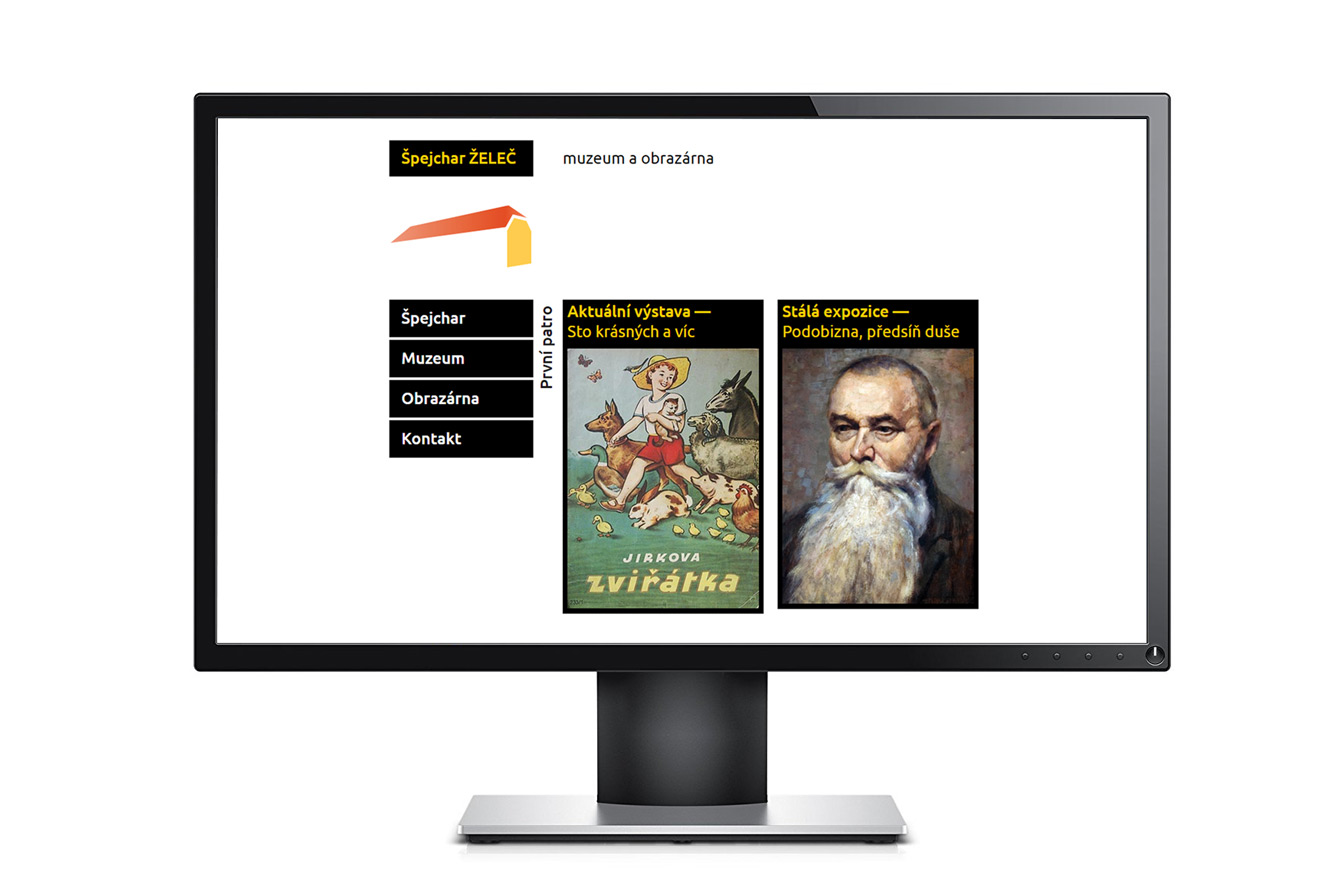 Špejchar ŽELEČ
muzeum a obrazárna
Špejchar
Muzeum
Obrazárna
Kontakt
První patro
Aktuální výstava —
Sto krásných a víc
JIRKOVA
zvířátka
Stálá expozice —
Podobizna, předsíň duše